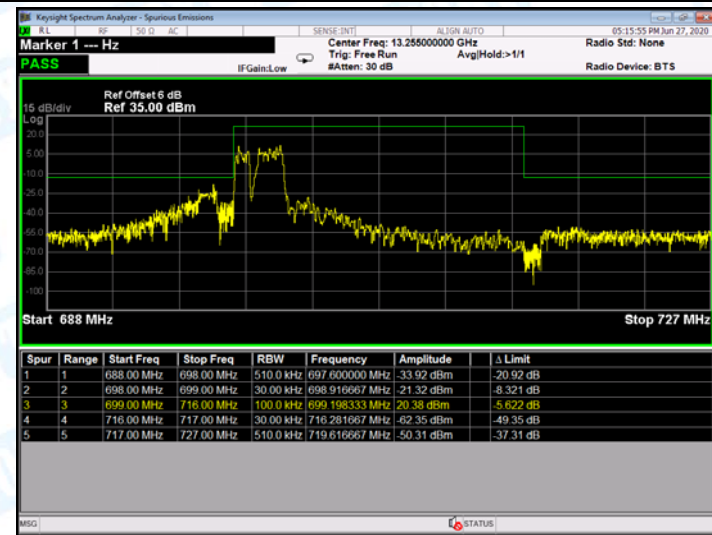 Keysight Spectrum Analyzer - Spurious Emissions
RL RF 50 Ω AC SENSE:INT ALIGN AUTO 05:15:55 PM Jun 27, 2020
Marker 1 --- Hz Center Freq: 13.255000000 GHz Radio Std: None
Trig: Free Run Avg|Hold:>1/1
PASS IFGain:Low #Atten: 30 dB Radio Device: BTS
Ref Offset 6 dB
15 dB/div Ref 35.00 dBm
Log
20.0
5.00
-10.0
-25.0
-40.0
-55.0
-70.0
-85.0
-100
Start 688 MHz Stop 727 MHz
Spur Range Start Freq Stop Freq RBW Frequency Amplitude Δ Limit
1 1 688.00 MHz 698.00 MHz 510.0 kHz 697.600000 MHz -33.92 dBm -20.92 dB
2 2 698.00 MHz 699.00 MHz 30.00 kHz 698.916667 MHz -21.32 dBm -8.321 dB
3 3 699.00 MHz 716.00 MHz 100.0 kHz 699.198333 MHz 20.38 dBm -5.622 dB
4 4 716.00 MHz 717.00 MHz 30.00 kHz 716.281667 MHz -62.35 dBm -49.35 dB
5 5 717.00 MHz 727.00 MHz 510.0 kHz 719.616667 MHz -50.31 dBm -37.31 dB
MSG STATUS